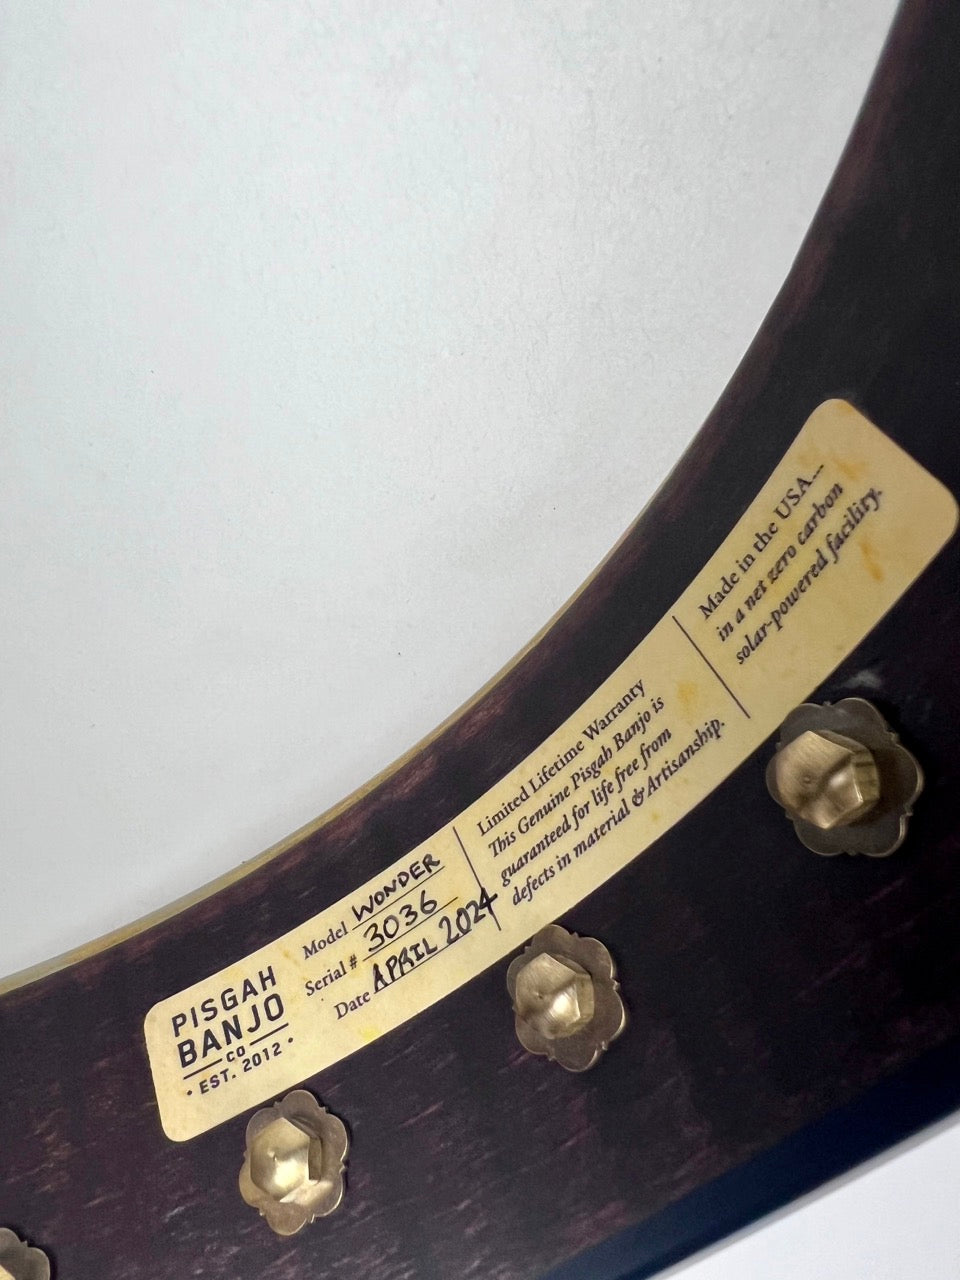 PISGAH
BANJO
CO
• EST. 2012 •
Model WONDER
Serial # 3036
Date APRIL 2024
Limited Lifetime Warranty
This Genuine Pisgah Banjo is
guaranteed for life free from
defects in material & Artisanship.
Made in the USA...
in a net zero carbon
solar-powered facility.